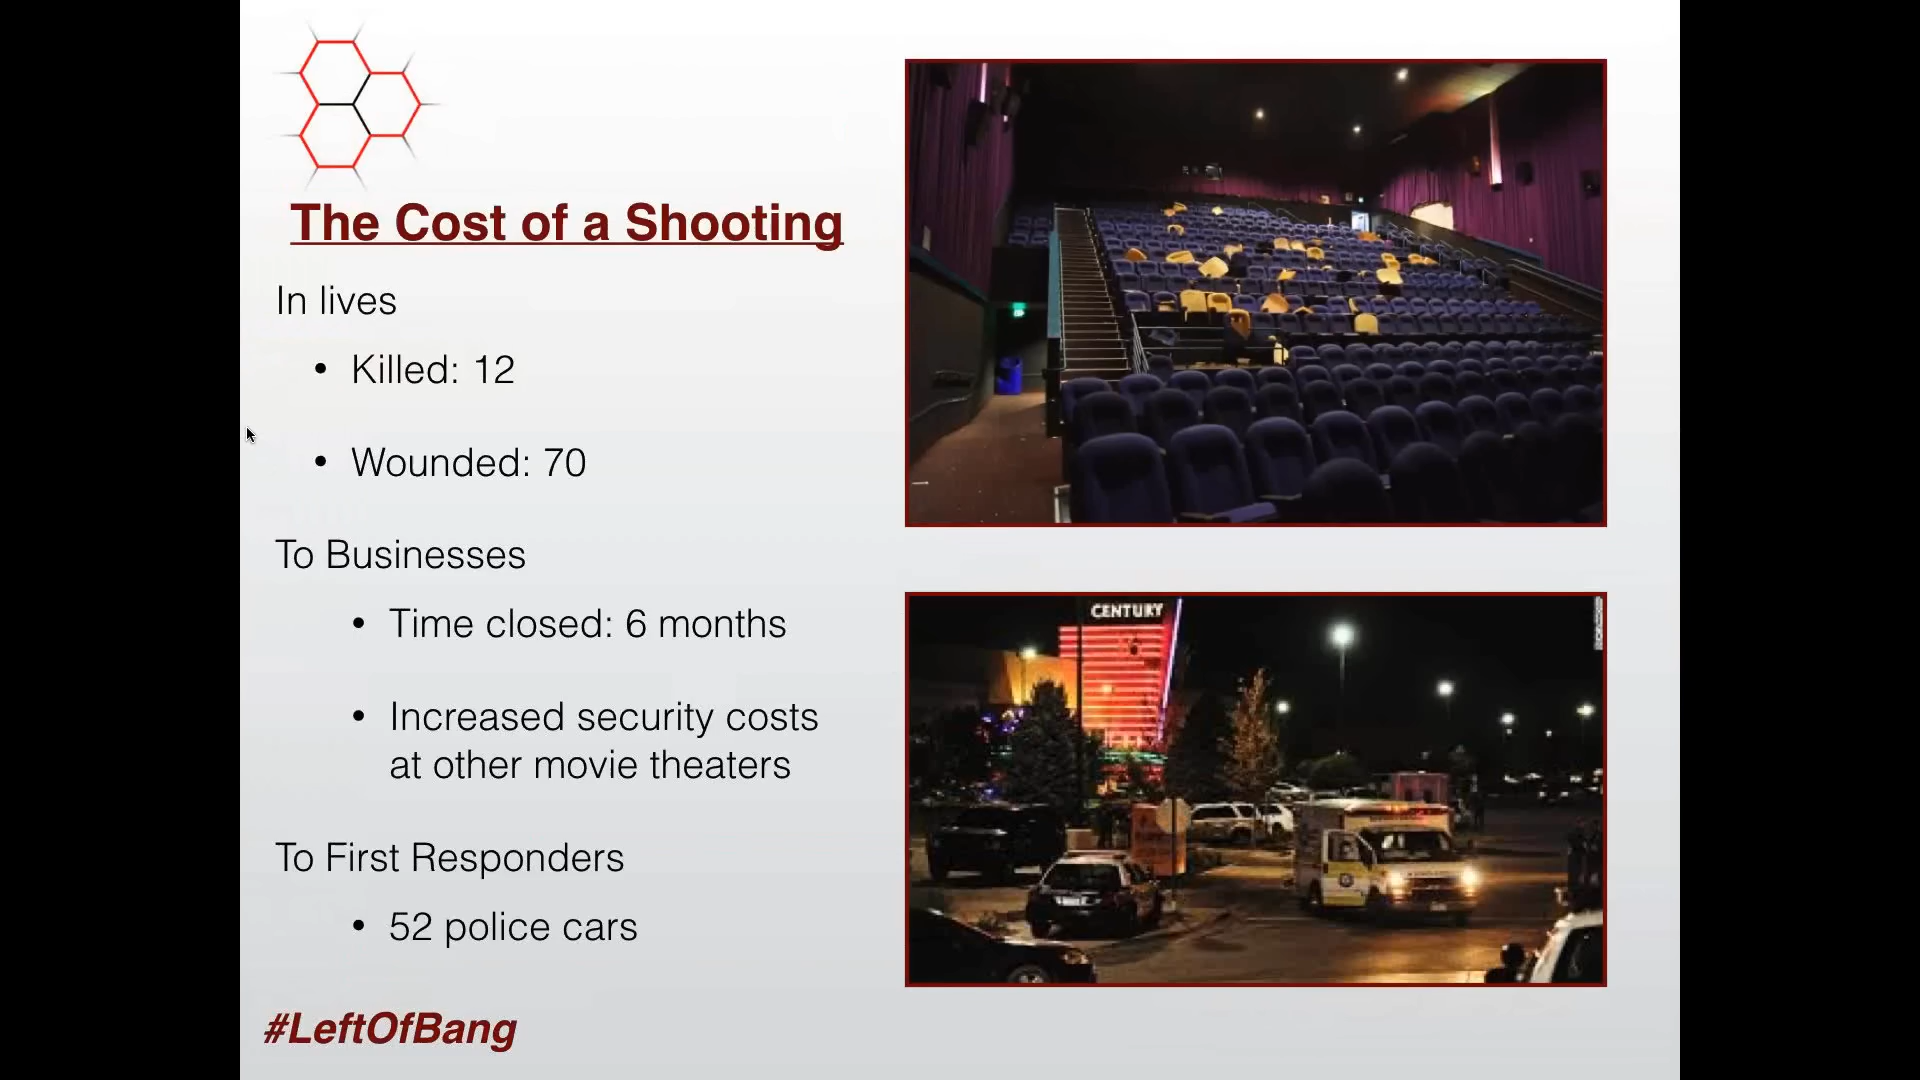 The Cost of a Shooting
In lives
• Killed: 12
• Wounded: 70
To Businesses
• Time closed: 6 months
• Increased security costs
at other movie theaters
To First Responders
• 52 police cars
#LeftOfBang
CENTURY